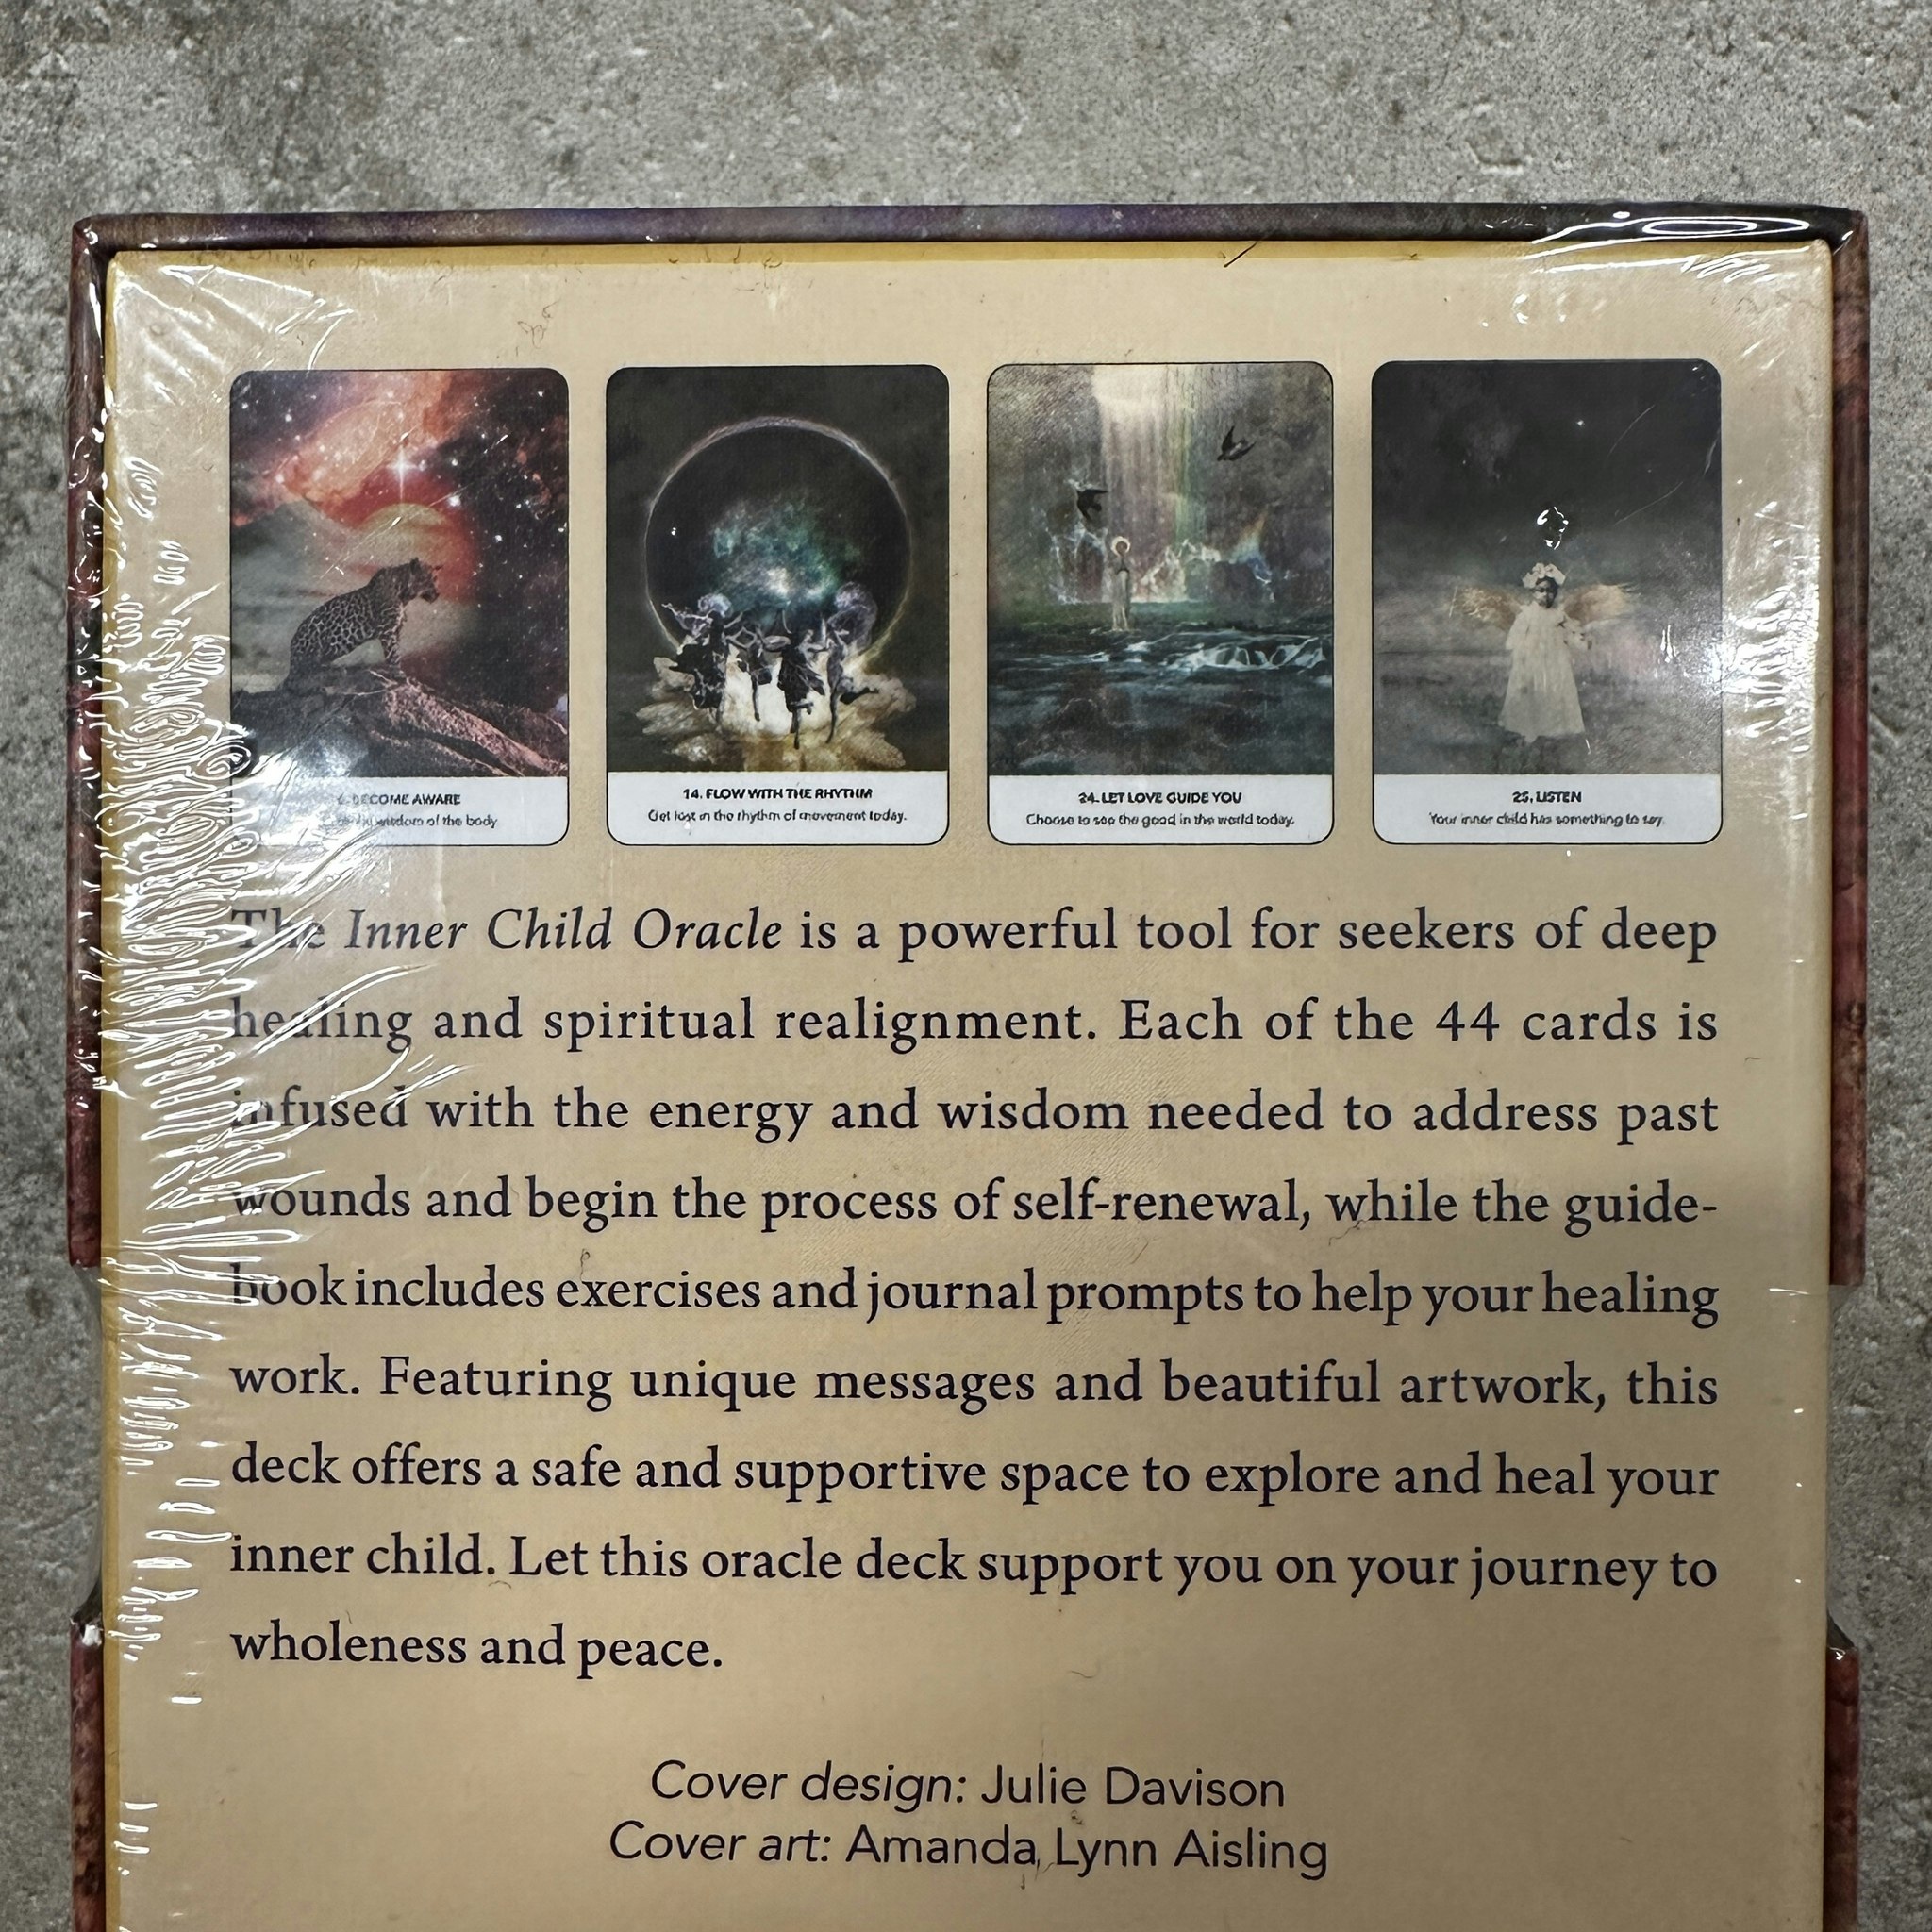 BECOME AWARE
wisdom of the body
14. FLOW WITH THE RHYTHM
Get lost in the rhythm of movement today.
24. LET LOVE GUIDE YOU
Choose to see the good in the world today.
25. LISTEN
Your inner child has something to say.
The Inner Child Oracle is a powerful tool for seekers of deep
healing and spiritual realignment. Each of the 44 cards is
infused with the energy and wisdom needed to address past
wounds and begin the process of self-renewal, while the guide-
book includes exercises and journal prompts to help your healing
work. Featuring unique messages and beautiful artwork, this
deck offers a safe and supportive space to explore and heal your
inner child. Let this oracle deck support you on your journey to
wholeness and peace.
Cover design: Julie Davison
Cover art: Amanda Lynn Aisling